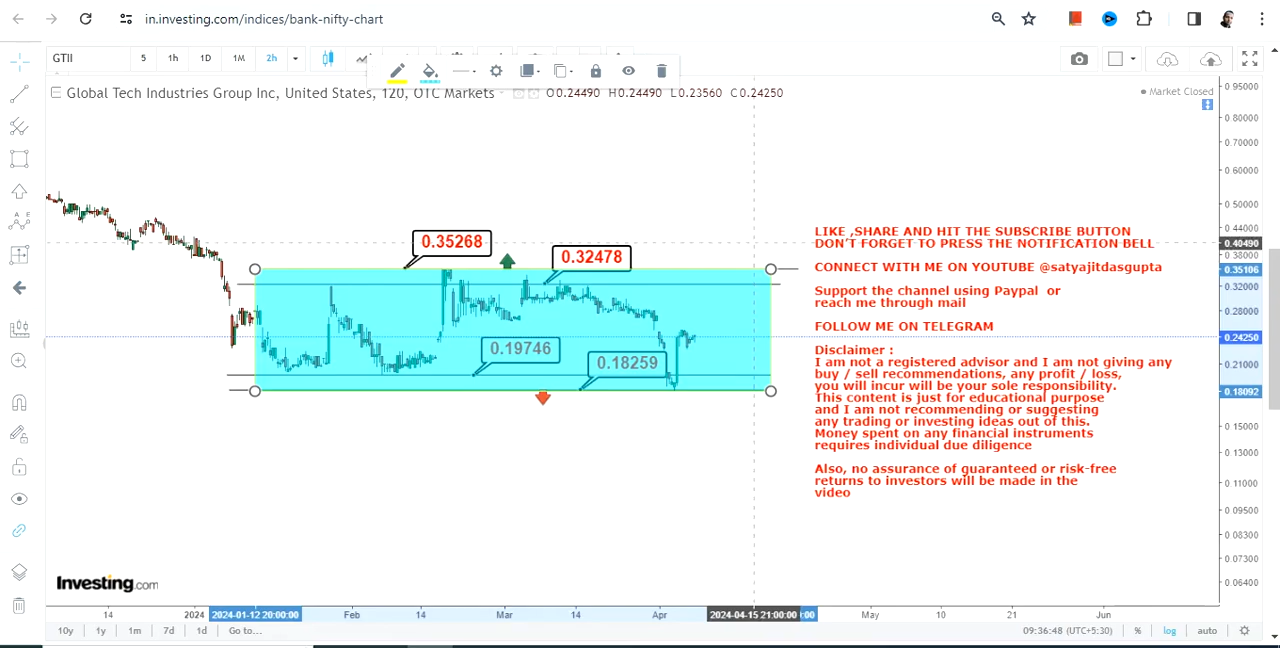 in.investing.com/indices/bank-nifty-chart
GTII
5
1h
1D
1M
2h
Global Tech Industries Group Inc, United States, 120, OTC Markets
O0.24490 H0.24490 L0.23560 C0.24250
Market Closed
0.95000
0.80000
0.70000
0.60000
0.50000
0.44000
0.40490
0.38000
0.35106
0.32000
0.28000
0.24250
0.21000
0.18092
0.15000
0.13000
0.11000
0.09500
0.08300
0.07300
0.06400
0.35268
0.32478
0.19746
0.18259
LIKE ,SHARE AND HIT THE SUBSCRIBE BUTTON
DON'T FORGET TO PRESS THE NOTIFICATION BELL
CONNECT WITH ME ON YOUTUBE @satyajitdasgupta
Support the channel using Paypal or
reach me through mail
FOLLOW ME ON TELEGRAM
Disclaimer :
I am not a registered advisor and I am not giving any
buy / sell recommendations, any profit / loss,
you will incur will be your sole responsibility.
This content is just for educational purpose
and I am not recommending or suggesting
any trading or investing ideas out of this.
Money spent on any financial instruments
requires individual due diligence
Also, no assurance of guaranteed or risk-free
returns to investors will be made in the
video
Investing.com
14
2024
2024-01-12 20:00:00
Feb
14
Mar
14
Apr
2024-04-15 21:00:00
:00
May
10
21
Jun
10y
1y
1m
7d
1d
Go to...
09:36:48 (UTC+5:30)
%
log
auto